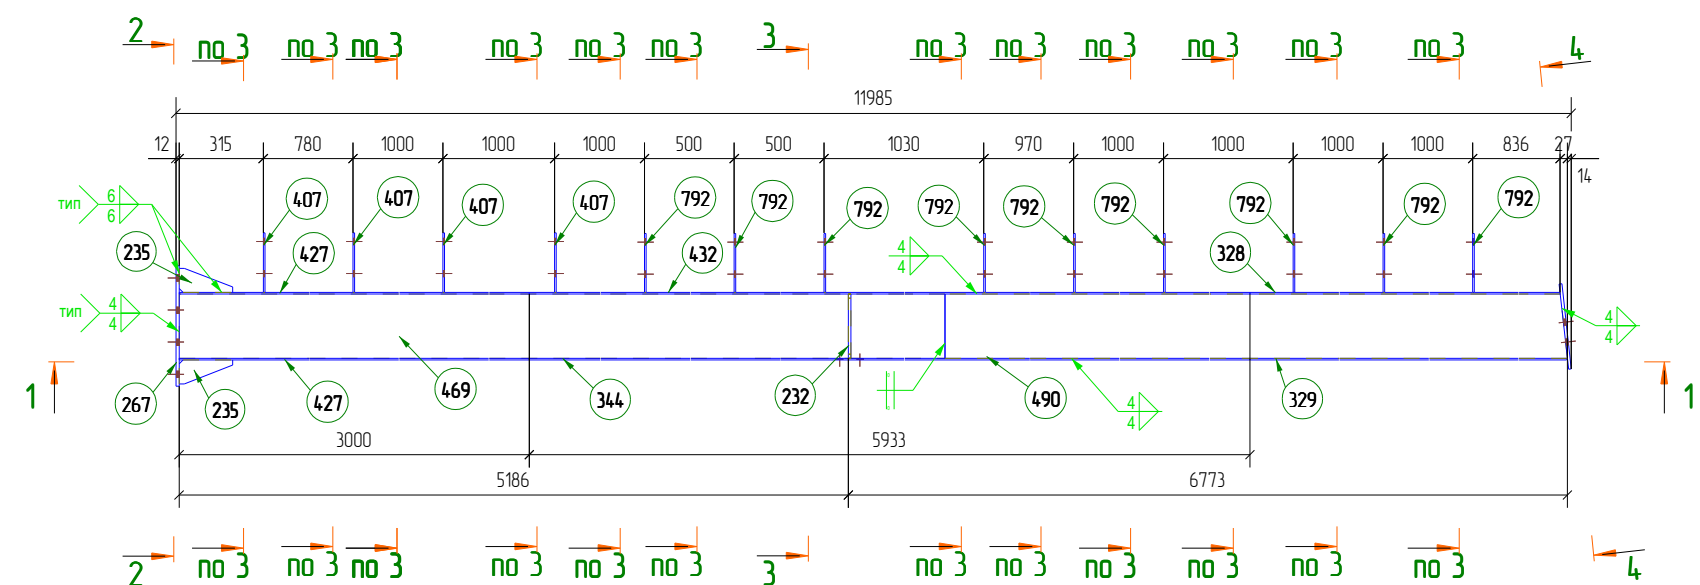 2 по 3 по 3 по 3 по 3 по 3 по 3 3 по 3 по 3 по 3 по 3 по 3 по 3 4
11985
12 315 780 1000 1000 1000 500 500 1030 970 1000 1000 1000 1000 836 27
14
тип 6 6
407 407 407 407 792 792 792 792 792 792 792 792 792
235 427 432 4 4 328
тип 4 4
4 4
1 267 235 427 469 344 232 490 4 4 329 1
3000 5933
5186 6773
2 по 3 по 3 по 3 по 3 по 3 по 3 3 по 3 по 3 по 3 по 3 по 3 по 3 4